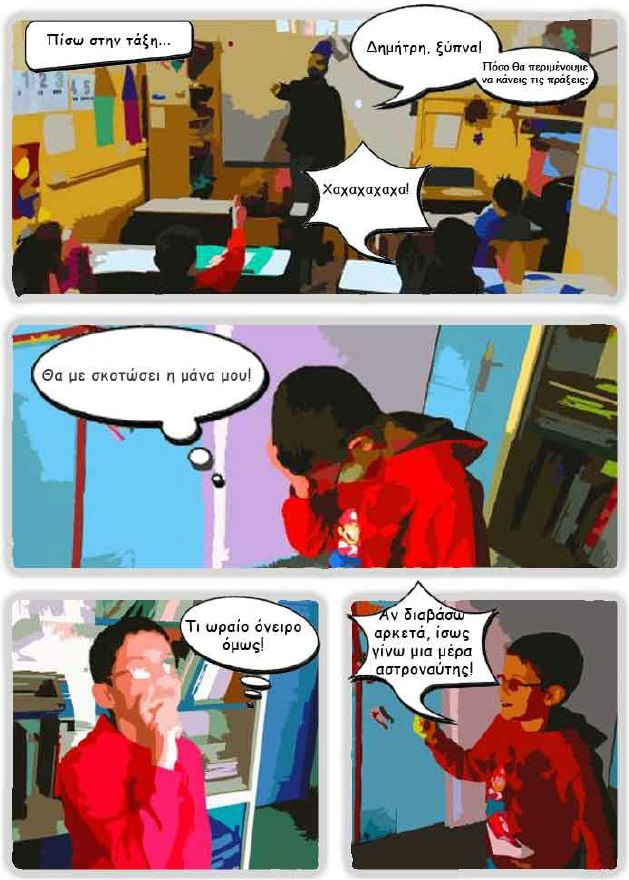 Πίσω στην τάξη...
Δημήτρη, ξύπνα!
Πόσο θα περιμένουμε
να κάνεις τις πράξεις;
Χαχαχαχαχα!
Θα με σκοτώσει η μάνα μου!
Τι ωραίο όνειρο
όμως!
Αν διαβάσω
αρκετά, ίσως
γίνω μια μέρα
αστροναύτης!